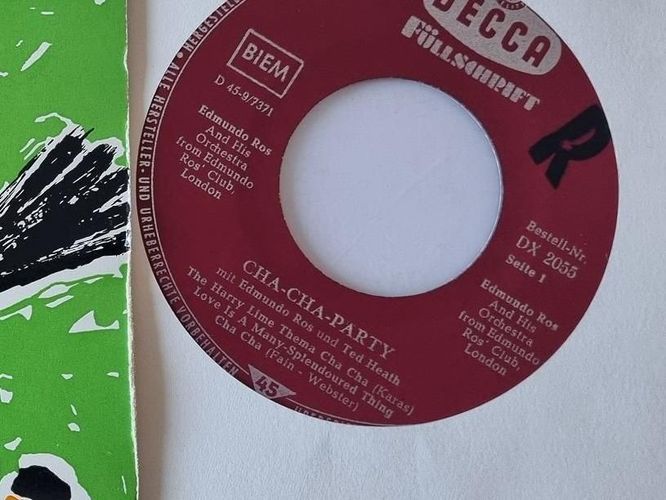 DECCA
FÜLLSCHRIFT
BIEM
D 45-9/7371
Edmundo Ros
And His
Orchestra
from Edmundo
Ros' Club,
London
R
Bestell-Nr.
DX 2055
Seite 1
Edmundo Ros
And His
Orchestra
from Edmundo
Ros' Club,
London
CHA-CHA-PARTY
mit Edmundo Ros und Ted Heath
The Harry Lime Thema Cha Cha (Karas)
Love Is A Many-Splendoured Thing
Cha Cha (Fain - Webster)
45
ALLE HERSTELLER- UND URHEBERRECHTE VORBEHALTEN